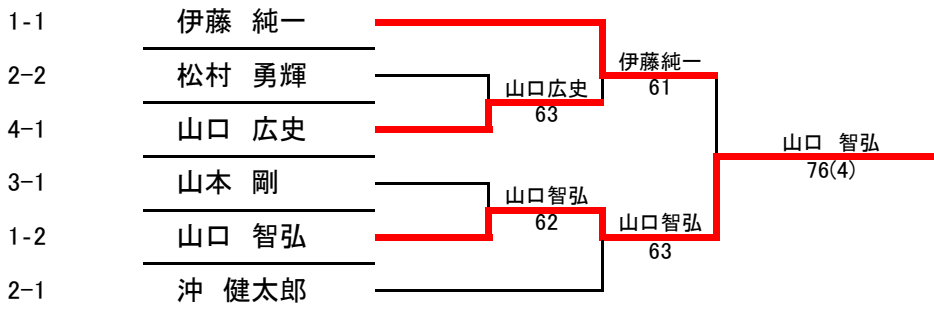 1-1 伊藤 純一
伊藤純一
2-2 松村 勇輝
61
山口広史
63
4-1 山口 広史
山口 智弘
76(4)
3-1 山本 剛
山口智弘
62
山口智弘
1-2 山口 智弘
63
2-1 沖 健太郎